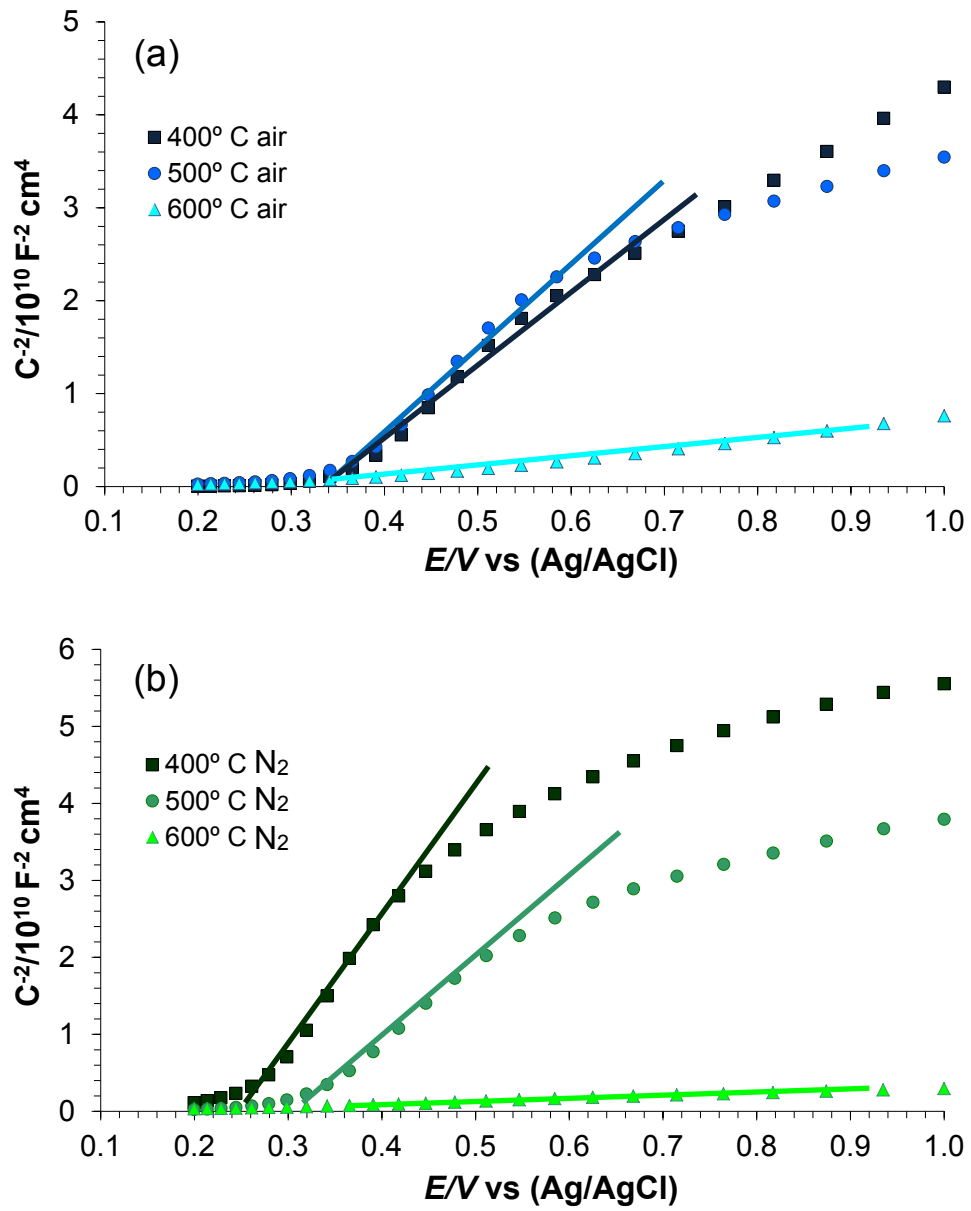 (a)
400º C air
500º C air
600º C air
C⁻²/10¹⁰ F⁻² cm⁴
5
4
3
2
1
0
0.1 0.2 0.3 0.4 0.5 0.6 0.7 0.8 0.9 1.0
E/V vs (Ag/AgCl)
(b)
400º C N₂
500º C N₂
600º C N₂
C⁻²/10¹⁰ F⁻² cm⁴
6
5
4
3
2
1
0
0.1 0.2 0.3 0.4 0.5 0.6 0.7 0.8 0.9 1.0
E/V vs (Ag/AgCl)